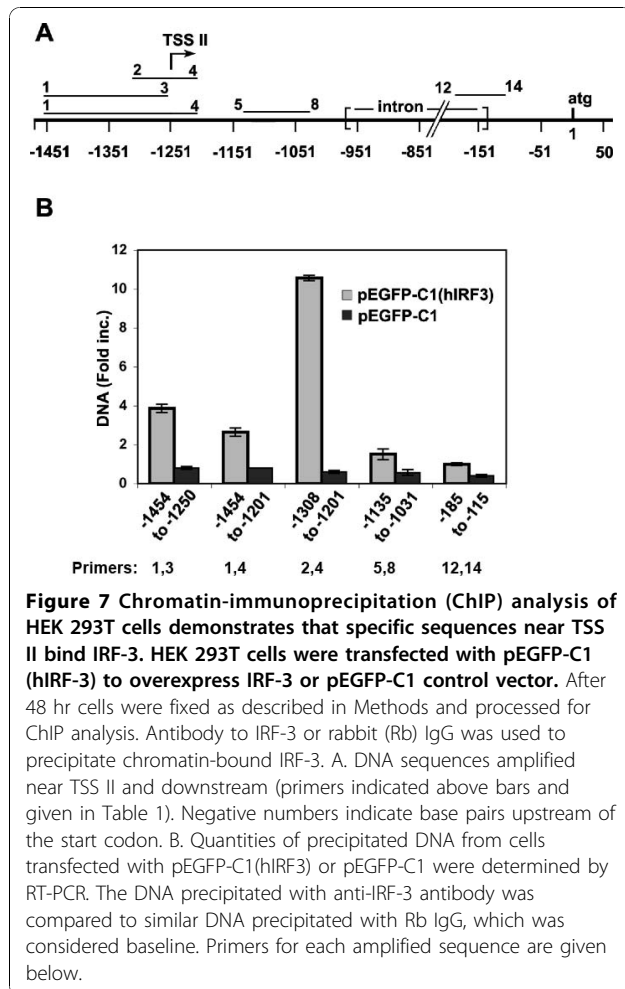 A
TSS II
2 4
1 3 12 14
1 4 5 8 intron atg
1
-1451 -1351 -1251 -1151 -1051 -951 -851 -151 -51 50
B
12
10
8
6
4
2
0
DNA (Fold inc.)
pEGFP-C1(hIRF3)
pEGFP-C1
-1454 to -1250
-1454 to -1201
-1308 to -1201
-1135 to -1031
-185 to -115
Primers: 1,3 1,4 2,4 5,8 12,14
Figure 7 Chromatin-immunoprecipitation (ChIP) analysis of
HEK 293T cells demonstrates that specific sequences near TSS
II bind IRF-3. HEK 293T cells were transfected with pEGFP-C1
(hIRF-3) to overexpress IRF-3 or pEGFP-C1 control vector. After
48 hr cells were fixed as described in Methods and processed for
ChIP analysis. Antibody to IRF-3 or rabbit (Rb) IgG was used to
precipitate chromatin-bound IRF-3. A. DNA sequences amplified
near TSS II and downstream (primers indicated above bars and
given in Table 1). Negative numbers indicate base pairs upstream of
the start codon. B. Quantities of precipitated DNA from cells
transfected with pEGFP-C1(hIRF3) or pEGFP-C1 were determined by
RT-PCR. The DNA precipitated with anti-IRF-3 antibody was
compared to similar DNA precipitated with Rb IgG, which was
considered baseline. Primers for each amplified sequence are given
below.